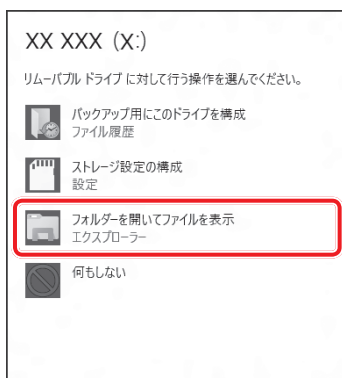 XX XXX (X:)
リムーバブル ドライブ に対して行う操作を選んでください。
バックアップ用にこのドライブを構成
ファイル履歴
ストレージ設定の構成
設定
フォルダーを開いてファイルを表示
エクスプローラー
何もしない